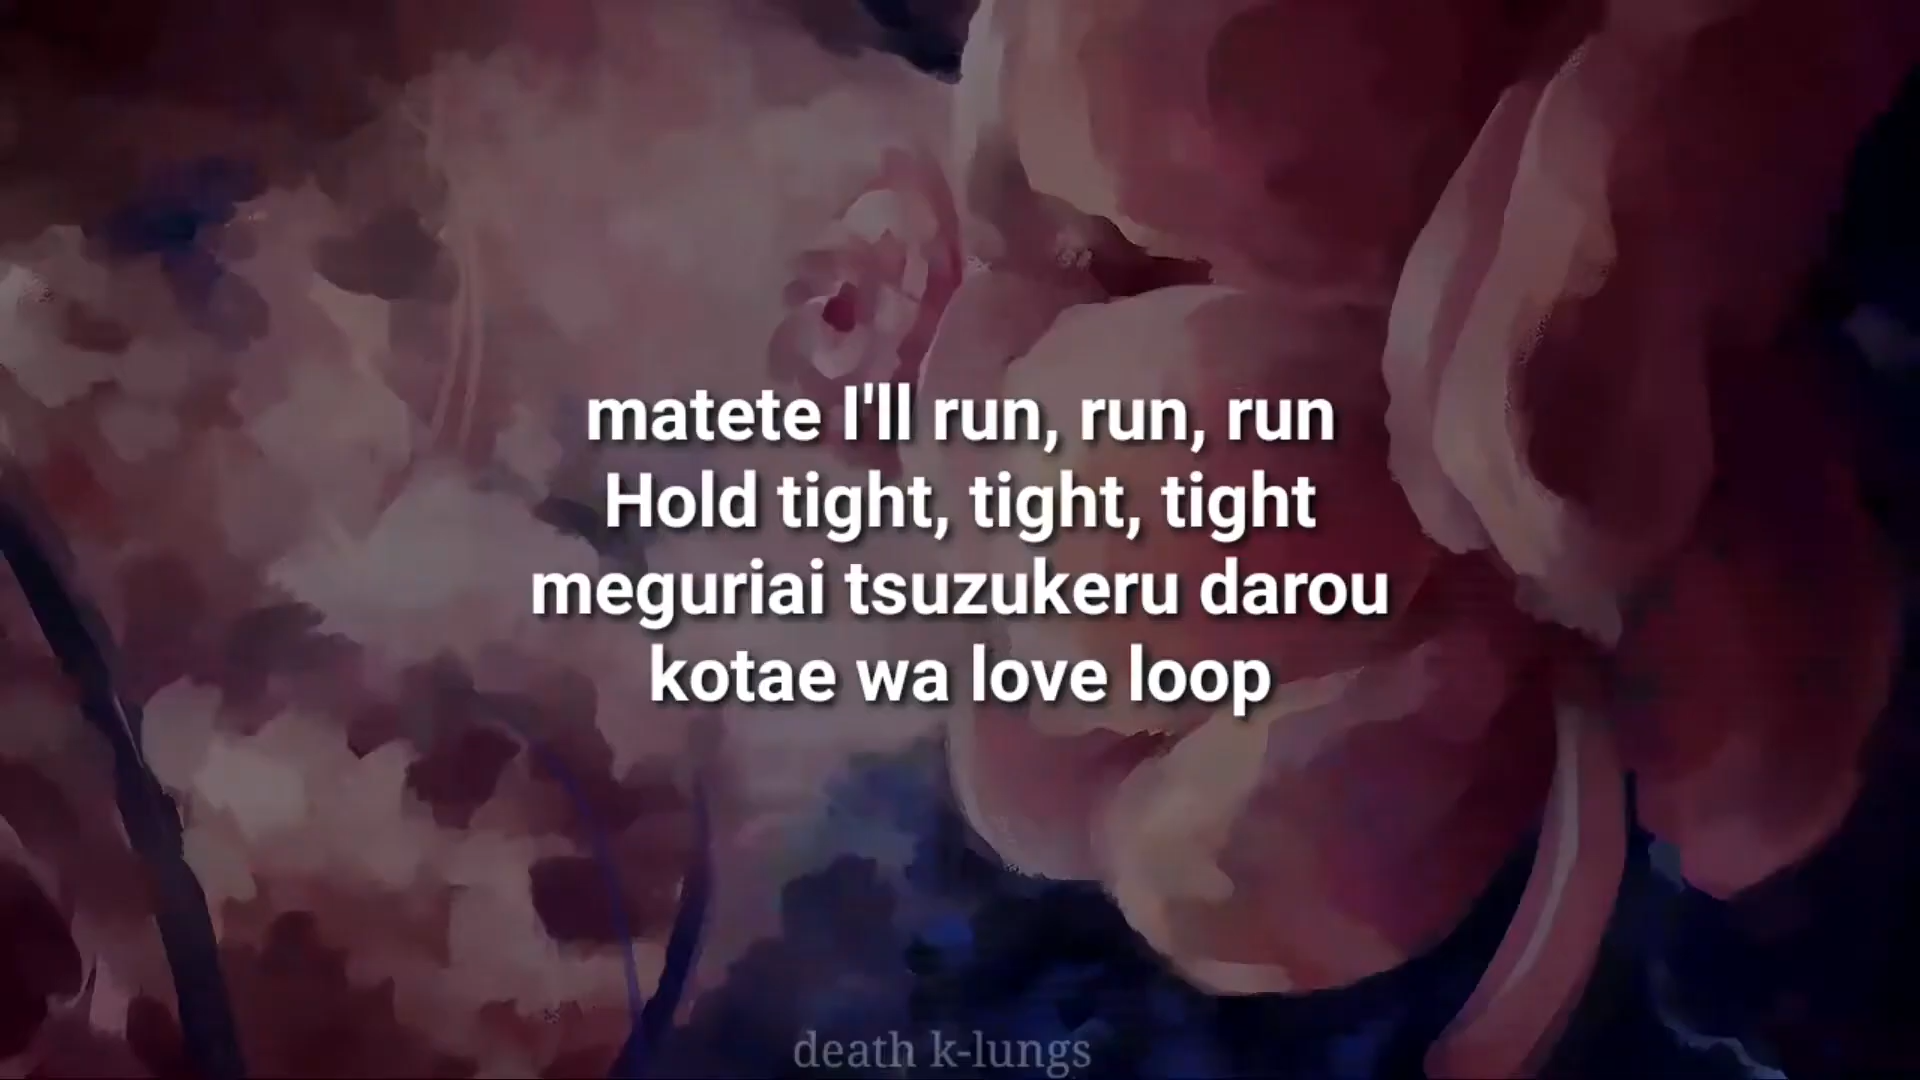 matete I'll run, run, run
Hold tight, tight, tight
meguriai tsuzukeru darou
kotae wa love loop
death k-lungs